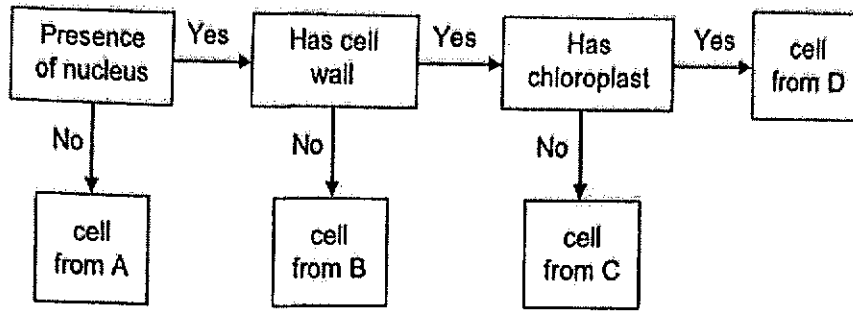 Presence
of nucleus
Yes
Has cell
wall
Yes
Has
chloroplast
Yes
cell
from D
No
No
No
cell
from A
cell
from B
cell
from C